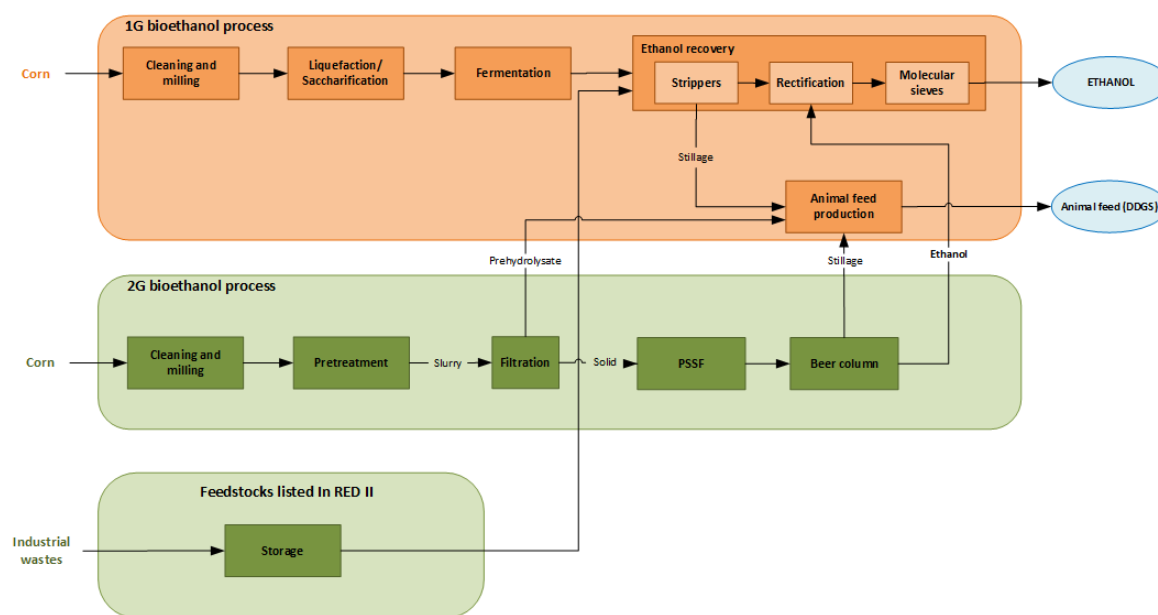 1G bioethanol process
Corn
Cleaning and
milling
Liquefaction/
Saccharification
Fermentation
Ethanol recovery
Strippers
Rectification
Molecular
sieves
ETHANOL
Stillage
Animal feed
production
Animal feed (DDGS)
Prehydrolysate
Stillage
Ethanol
2G bioethanol process
Corn
Cleaning and
milling
Pretreatment
Slurry
Filtration
Solid
PSSF
Beer column
Feedstocks listed In RED II
Industrial
wastes
Storage